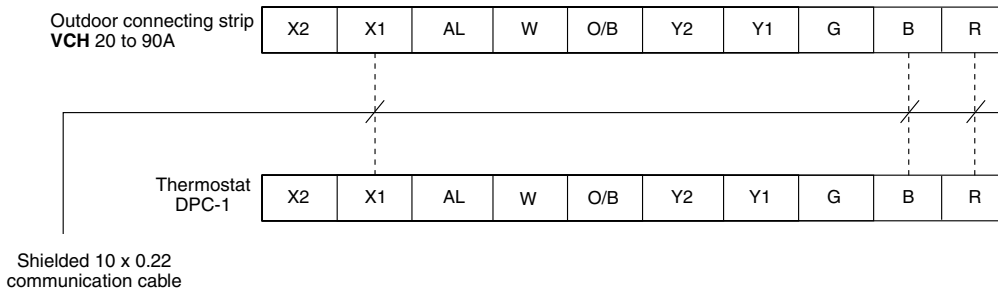 Outdoor connecting strip
VCH 20 to 90A
X2 X1 AL W O/B Y2 Y1 G B R
Thermostat
DPC-1
X2 X1 AL W O/B Y2 Y1 G B R
Shielded 10 x 0.22
communication cable